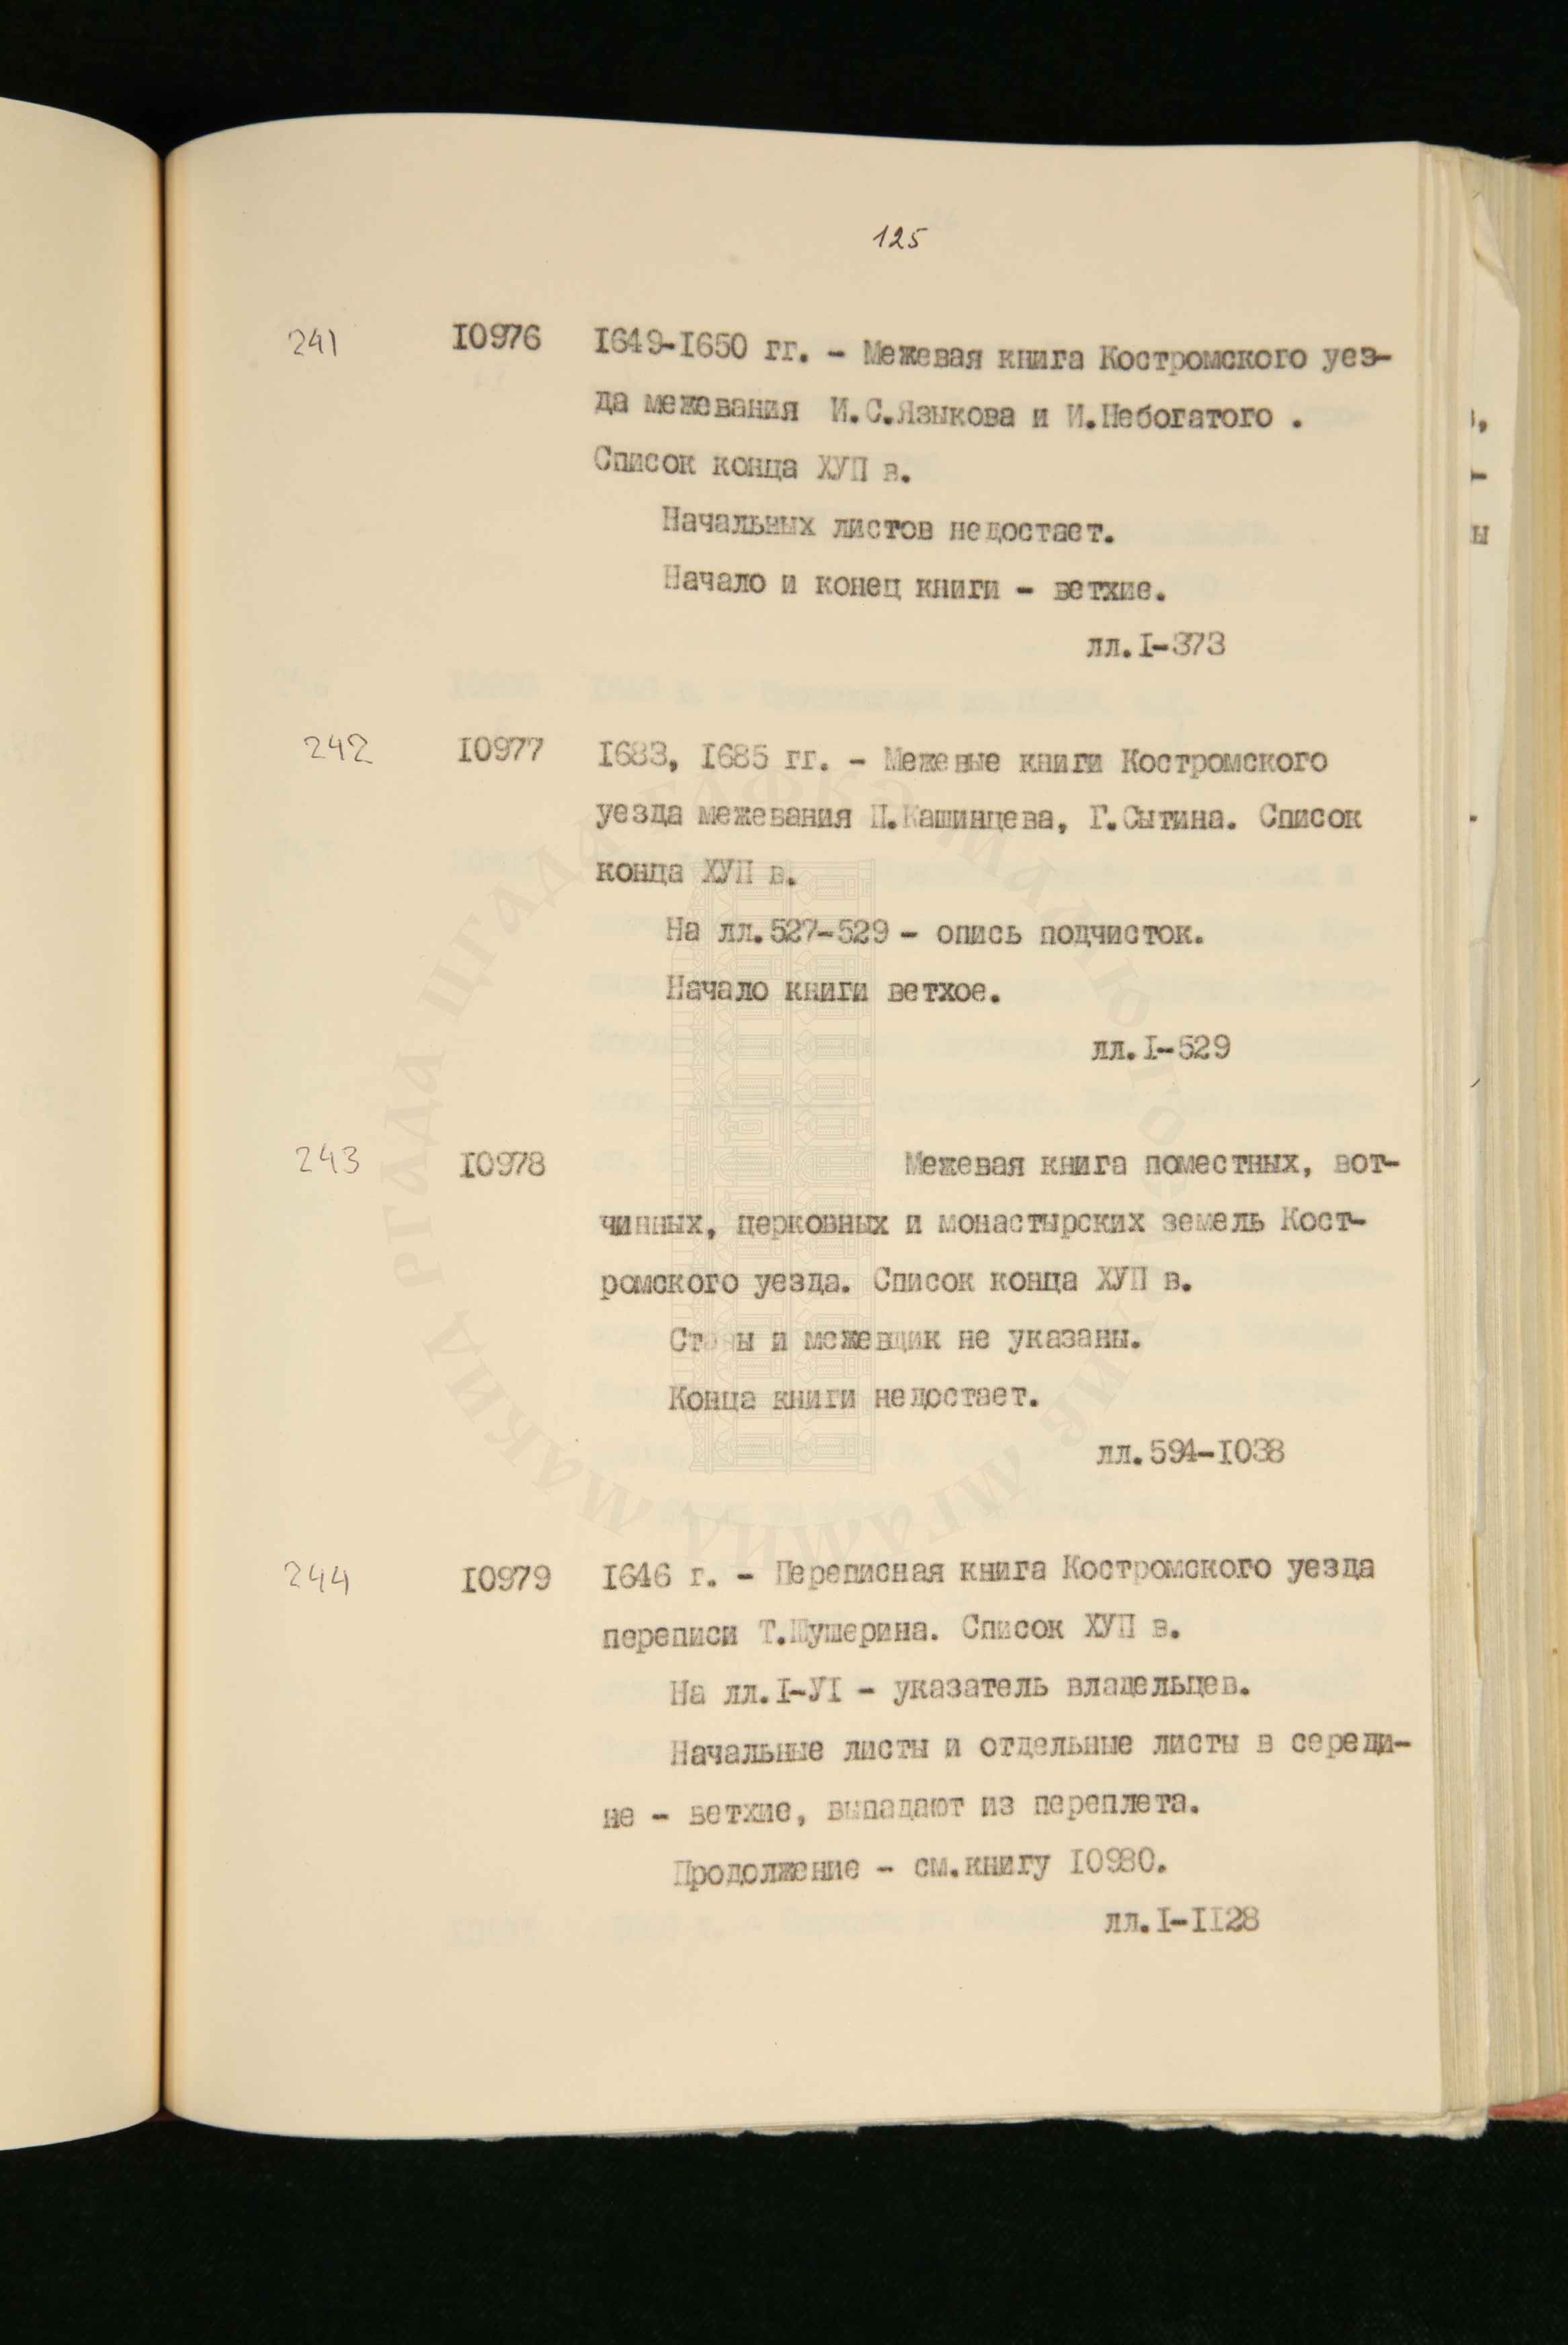 125
241 I0976 I649-I650 гг. - Межевая книга Костромского уез-
да межевания И.С.Языкова и И.Небогатого .
Список конца ХУП в.
Начальных листов недостает.
Начало и конец книги - ветхие.
лл.I-373
242 I0977 I683, I685 гг. - Межевые книги Костромского
уезда межевания П.Кашинцева, Г.Сытина. Список
конца ХУП в.
На лл.527-529 - опись подчисток.
Начало книги ветхое.
лл.I-529
243 I0978 Межевая книга поместных, вот-
чинных, церковных и монастырских земель Кост-
ромского уезда. Список конца ХУП в.
Станы и межевщик не указаны.
Конца книги недостает.
лл.594-I038
244 I0979 I646 г. - Переписная книга Костромского уезда
переписи Т.Шушерина. Список ХУП в.
На лл.I-УI - указатель владельцев.
Начальные листы и отдельные листы в середи-
не - ветхие, выпадают из переплета.
Продолжение - см.книгу I0980.
лл.I-II28